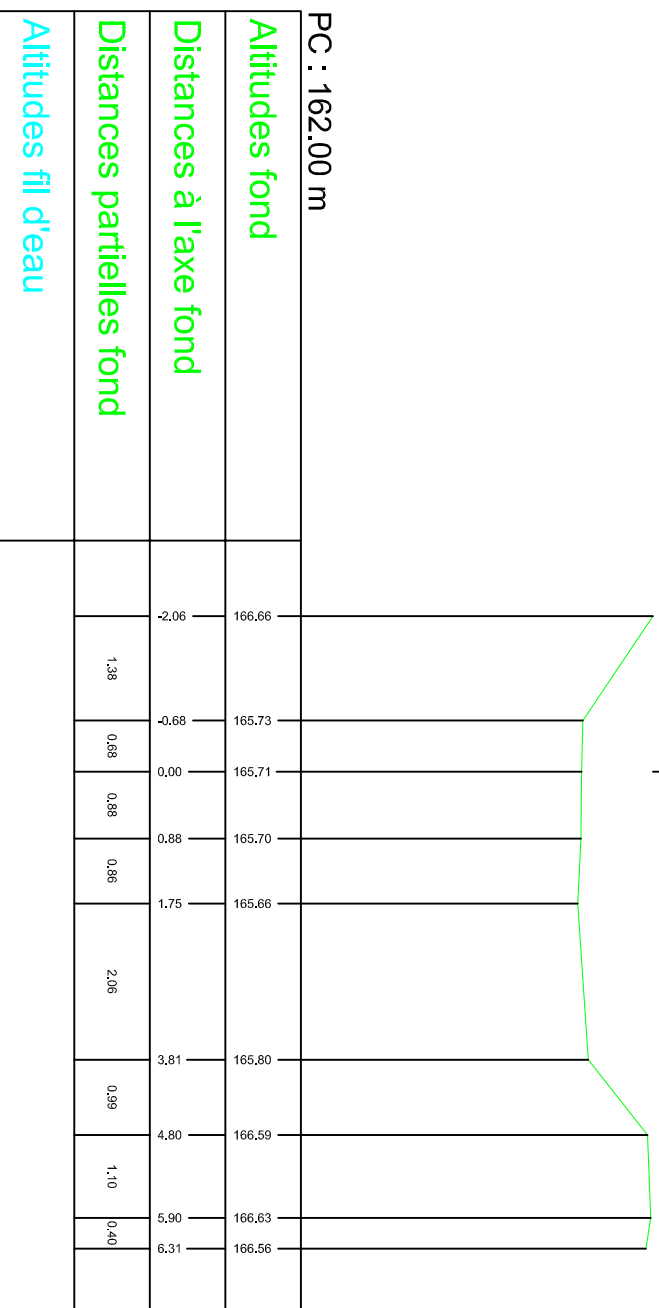 PC : 162.00 m
Altitudes fond
166.66 165.73 165.71 165.70 165.66 165.80 166.59 166.63 166.56
Distances à l'axe fond
-2.06 -0.68 0.00 0.88 1.75 3.81 4.80 5.90 6.31
Distances partielles fond
1.38 0.68 0.88 0.86 2.06 0.99 1.10 0.40
Altitudes fil d'eau